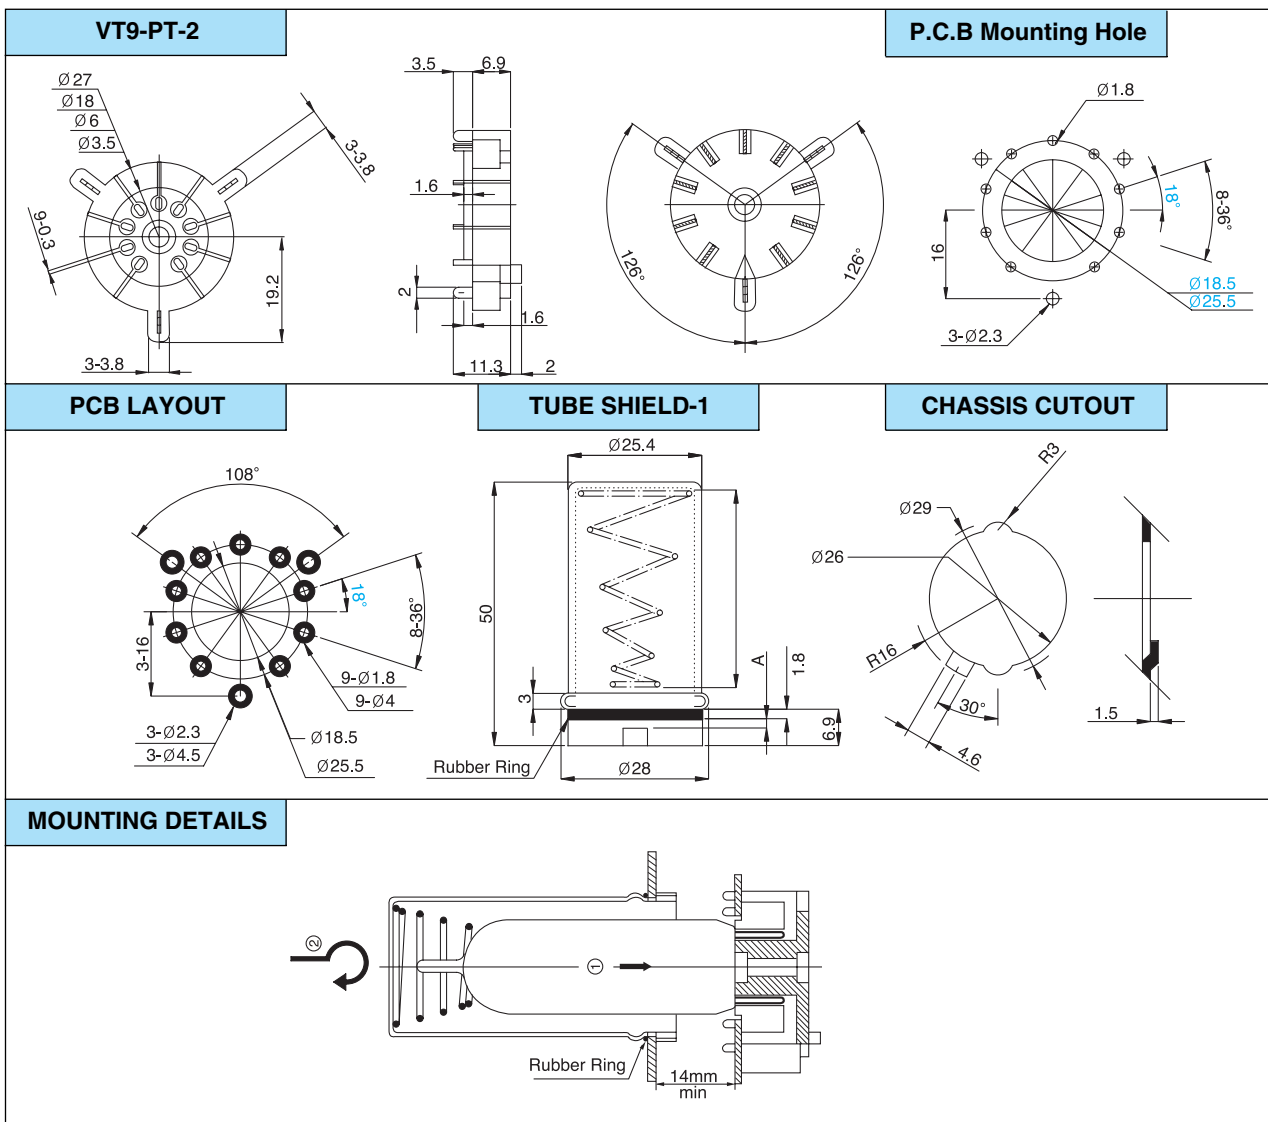 VT9-PT-2
P.C.B Mounting Hole
Ø27
Ø18
Ø6
Ø3.5
3-3.8
9-0.3
19.2
3-3.8
3.5
6.9
1.6
2
1.6
11.3
2
126°
126°
Ø1.8
18°
8-36°
16
Ø18.5
Ø25.5
3-Ø2.3
PCB LAYOUT
TUBE SHIELD-1
CHASSIS CUTOUT
108°
18°
8-36°
3-16
9-Ø1.8
9-Ø4
3-Ø2.3
3-Ø4.5
Ø18.5
Ø25.5
Ø25.4
50
3
A
1.8
6.9
Rubber Ring
Ø28
R3
Ø29
Ø26
R16
30°
4.6
1.5
MOUNTING DETAILS
②
①
Rubber Ring
14mm
min